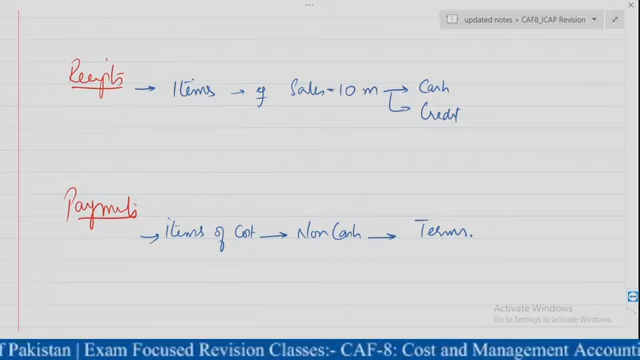 updated notes > CAF8_ICAP Revision
Receipts → Items → of Sales = 10 m → Cash
→ Credit
Payments
→ Items of Cost → Non Cash → Terms.
Activate Windows
Go to Settings to activate Windows.
f Pakistan | Exam Focused Revision Classes:- CAF-8: Cost and Management Accounti